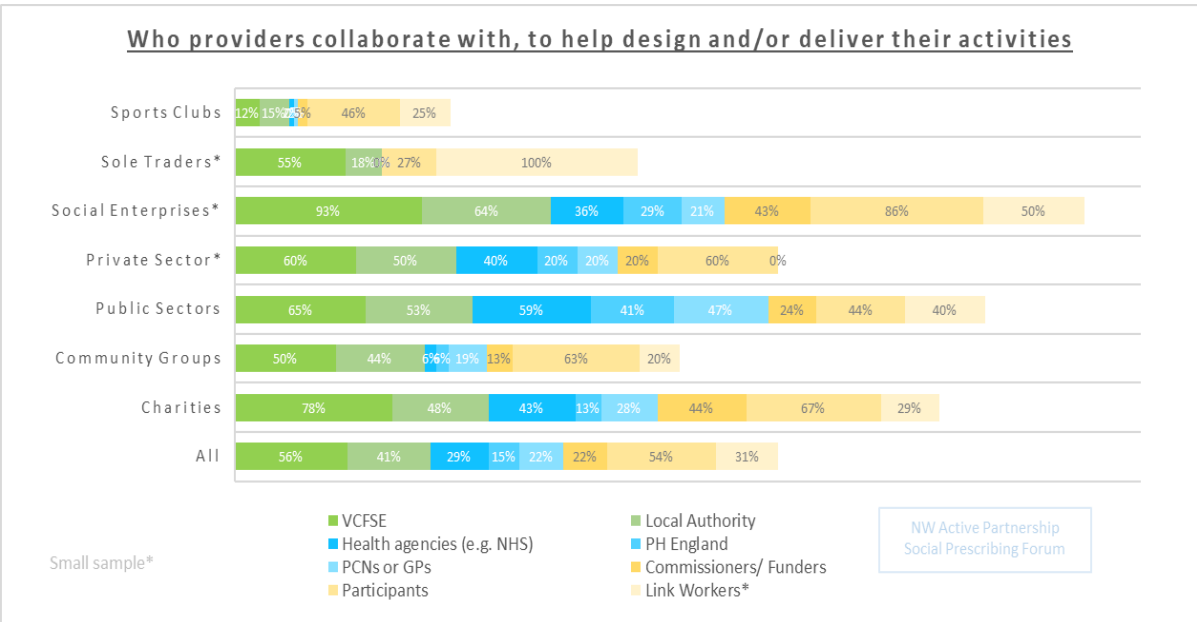 Who providers collaborate with, to help design and/or deliver their activities
Sports Clubs 12% 15% 5% 46% 25%
Sole Traders* 55% 18% 0% 27% 100%
Social Enterprises* 93% 64% 36% 29% 21% 43% 86% 50%
Private Sector* 60% 50% 40% 20% 20% 20% 60% 0%
Public Sectors 65% 53% 59% 41% 47% 24% 44% 40%
Community Groups 50% 44% 6% 6% 19% 13% 63% 20%
Charities 78% 48% 43% 13% 28% 44% 67% 29%
All 56% 41% 29% 15% 22% 22% 54% 31%
VCFSE Local Authority
Health agencies (e.g. NHS) PH England
PCNs or GPs Commissioners/ Funders
Participants Link Workers*
Small sample*
NW Active Partnership
Social Prescribing Forum